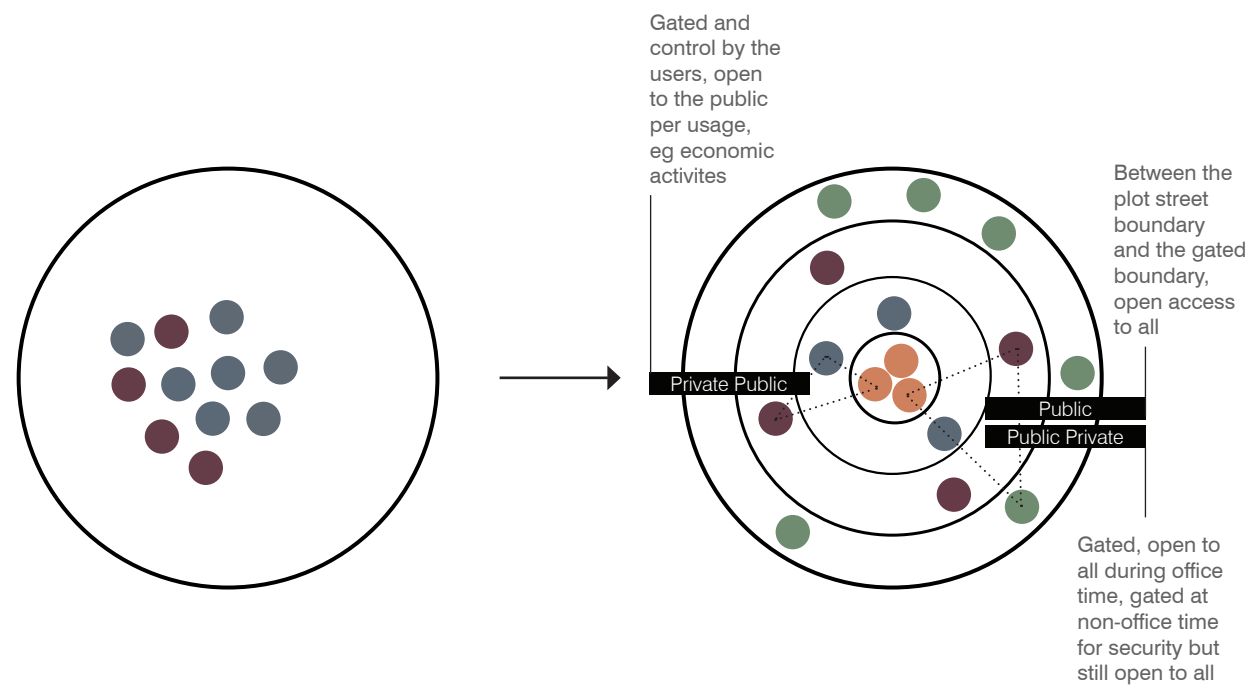 Gated and
control by the
users, open
to the public
per usage,
eg economic
activites
Between the
plot street
boundary
and the gated
boundary,
open access
to all
Private Public
Public
Public Private
Gated, open to
all during office
time, gated at
non-office time
for security but
still open to all